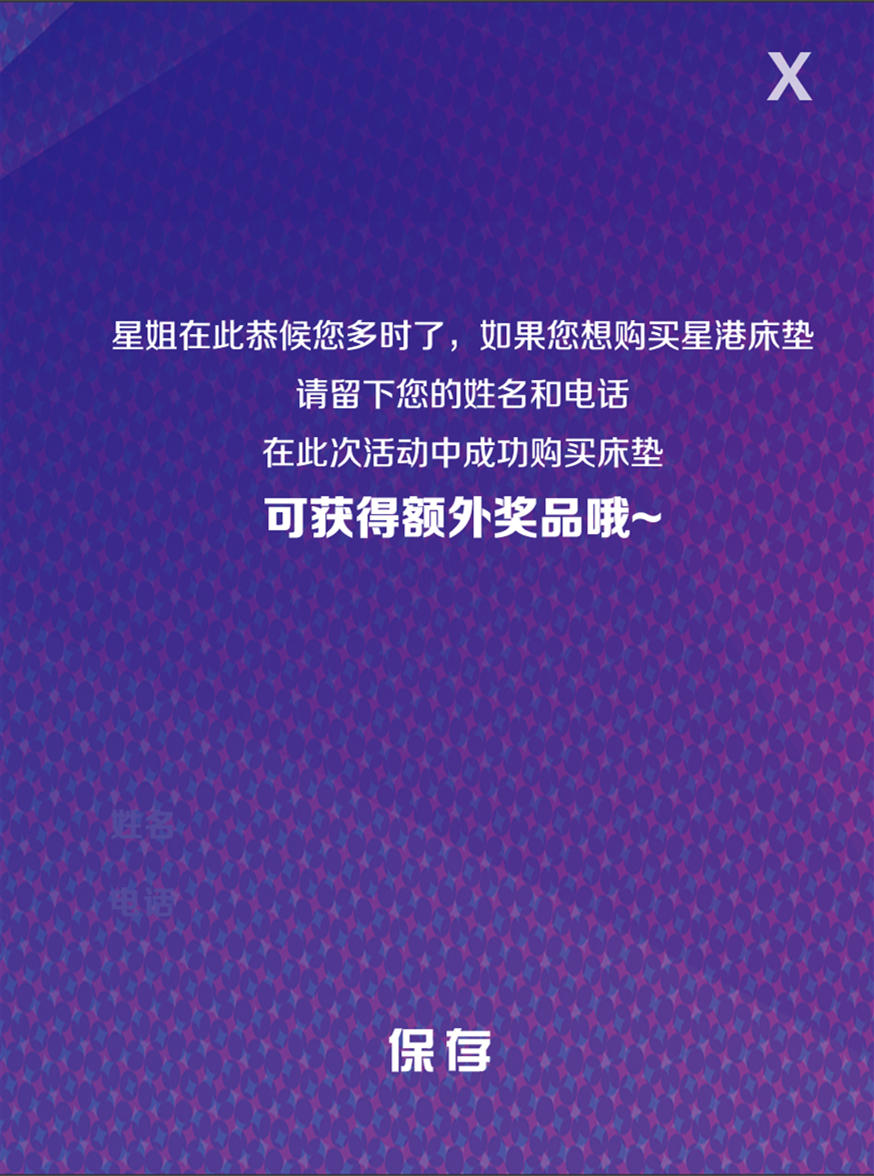 X
星姐在此恭候您多时了，如果您想购买星港床垫
请留下您的姓名和电话
在此次活动中成功购买床垫
可获得额外奖品哦~
姓名
电话
保存